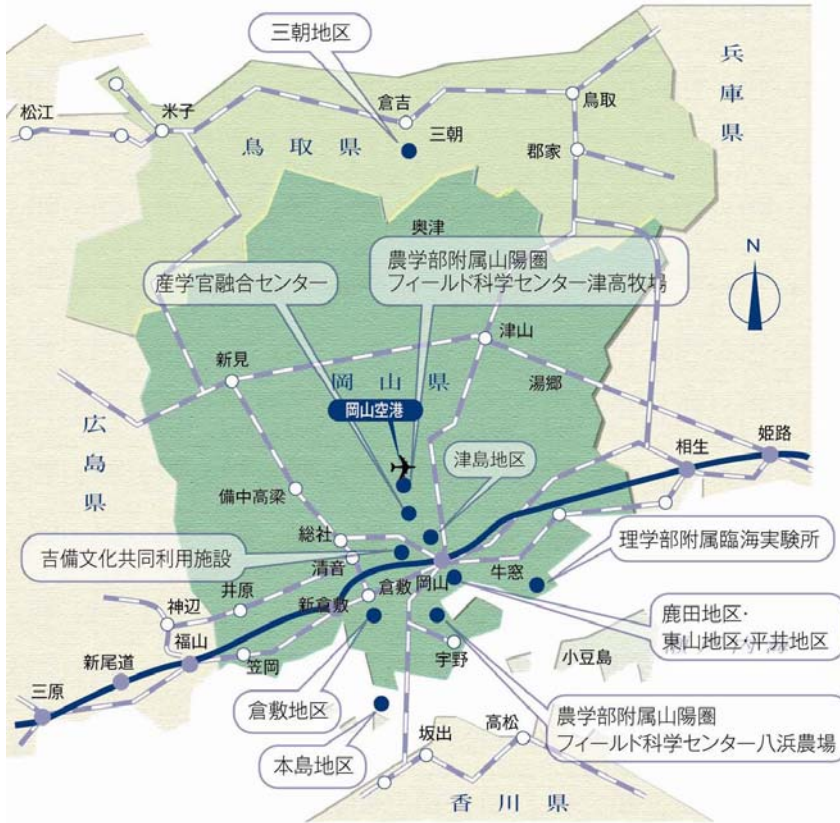 三朝地区
兵庫県
松江
米子
倉吉
鳥取
三朝
鳥取県
郡家
奥津
農学部附属山陽圏
フィールド科学センター津高牧場
産学官融合センター
N
津山
新見
岡山県
湯郷
岡山空港
広島県
姫路
相生
津島地区
備中高梁
総社
吉備文化共同利用施設
清音
理学部附属臨海実験所
倉敷
岡山
牛窓
井原
新倉敷
神辺
鹿田地区・
東山地区・平井地区
福山
笠岡
宇野
小豆島
新尾道
三原
倉敷地区
農学部附属山陽圏
フィールド科学センター八浜農場
本島地区
坂出
高松
香川県